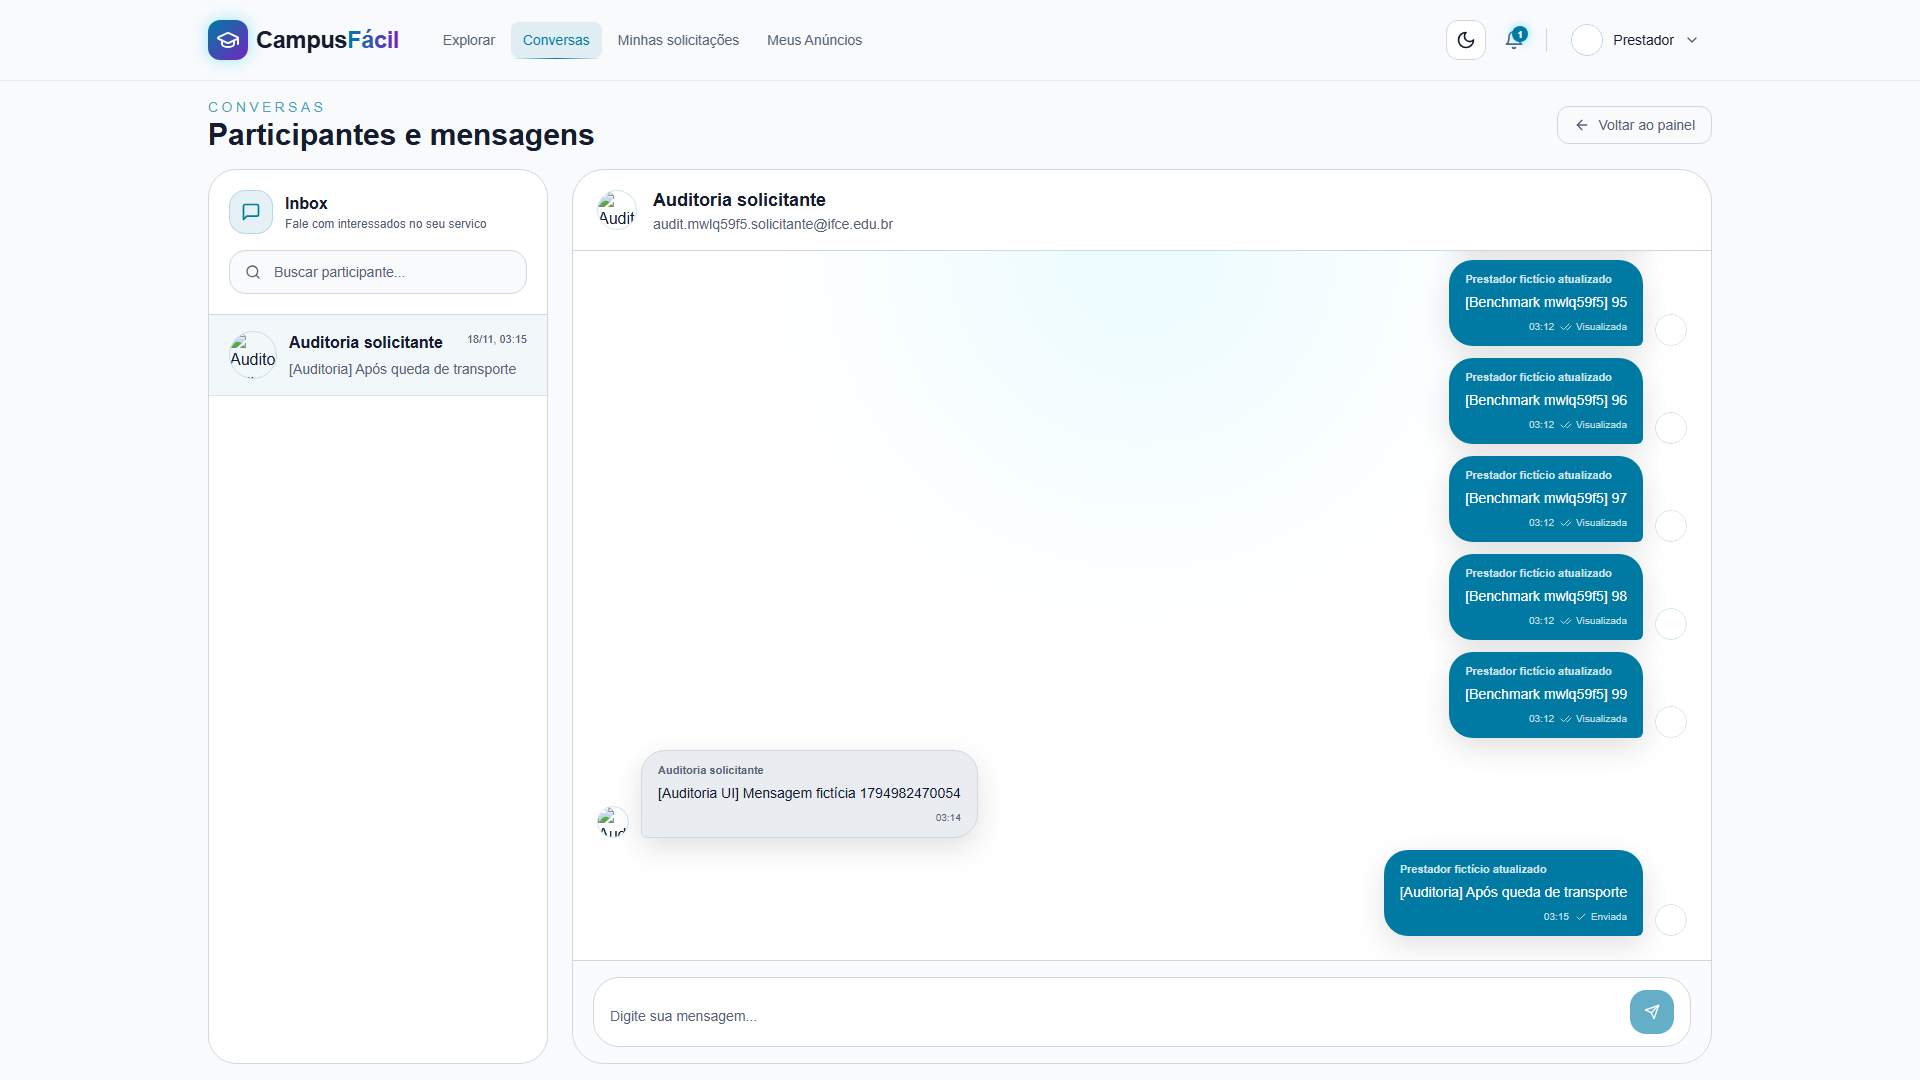 CampusFácil
Explorar
Conversas
Minhas solicitações
Meus Anúncios
1
Prestador
CONVERSAS
Participantes e mensagens
Voltar ao painel
Inbox
Fale com interessados no seu servico
Buscar participante...
Audito
Auditoria solicitante
18/11, 03:15
[Auditoria] Após queda de transporte
Audit
Auditoria solicitante
audit.mwlq59f5.solicitante@ifce.edu.br
Prestador fictício atualizado
[Benchmark mwlq59f5] 95
03:12 Visualizada
Prestador fictício atualizado
[Benchmark mwlq59f5] 96
03:12 Visualizada
Prestador fictício atualizado
[Benchmark mwlq59f5] 97
03:12 Visualizada
Prestador fictício atualizado
[Benchmark mwlq59f5] 98
03:12 Visualizada
Prestador fictício atualizado
[Benchmark mwlq59f5] 99
03:12 Visualizada
Auditoria solicitante
[Auditoria UI] Mensagem fictícia 1794982470054
03:14
Aud
Prestador fictício atualizado
[Auditoria] Após queda de transporte
03:15 Enviada
Digite sua mensagem...